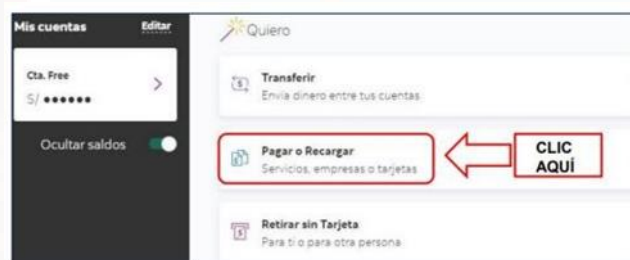 Mis cuentas Editar
Cta. Free
S/ ••••••
Ocultar saldos
Quiero
Transferir
Envía dinero entre tus cuentas
Pagar o Recargar
Servicios, empresas o tarjetas
CLIC
AQUÍ
Retirar sin Tarjeta
Para ti o para otra persona